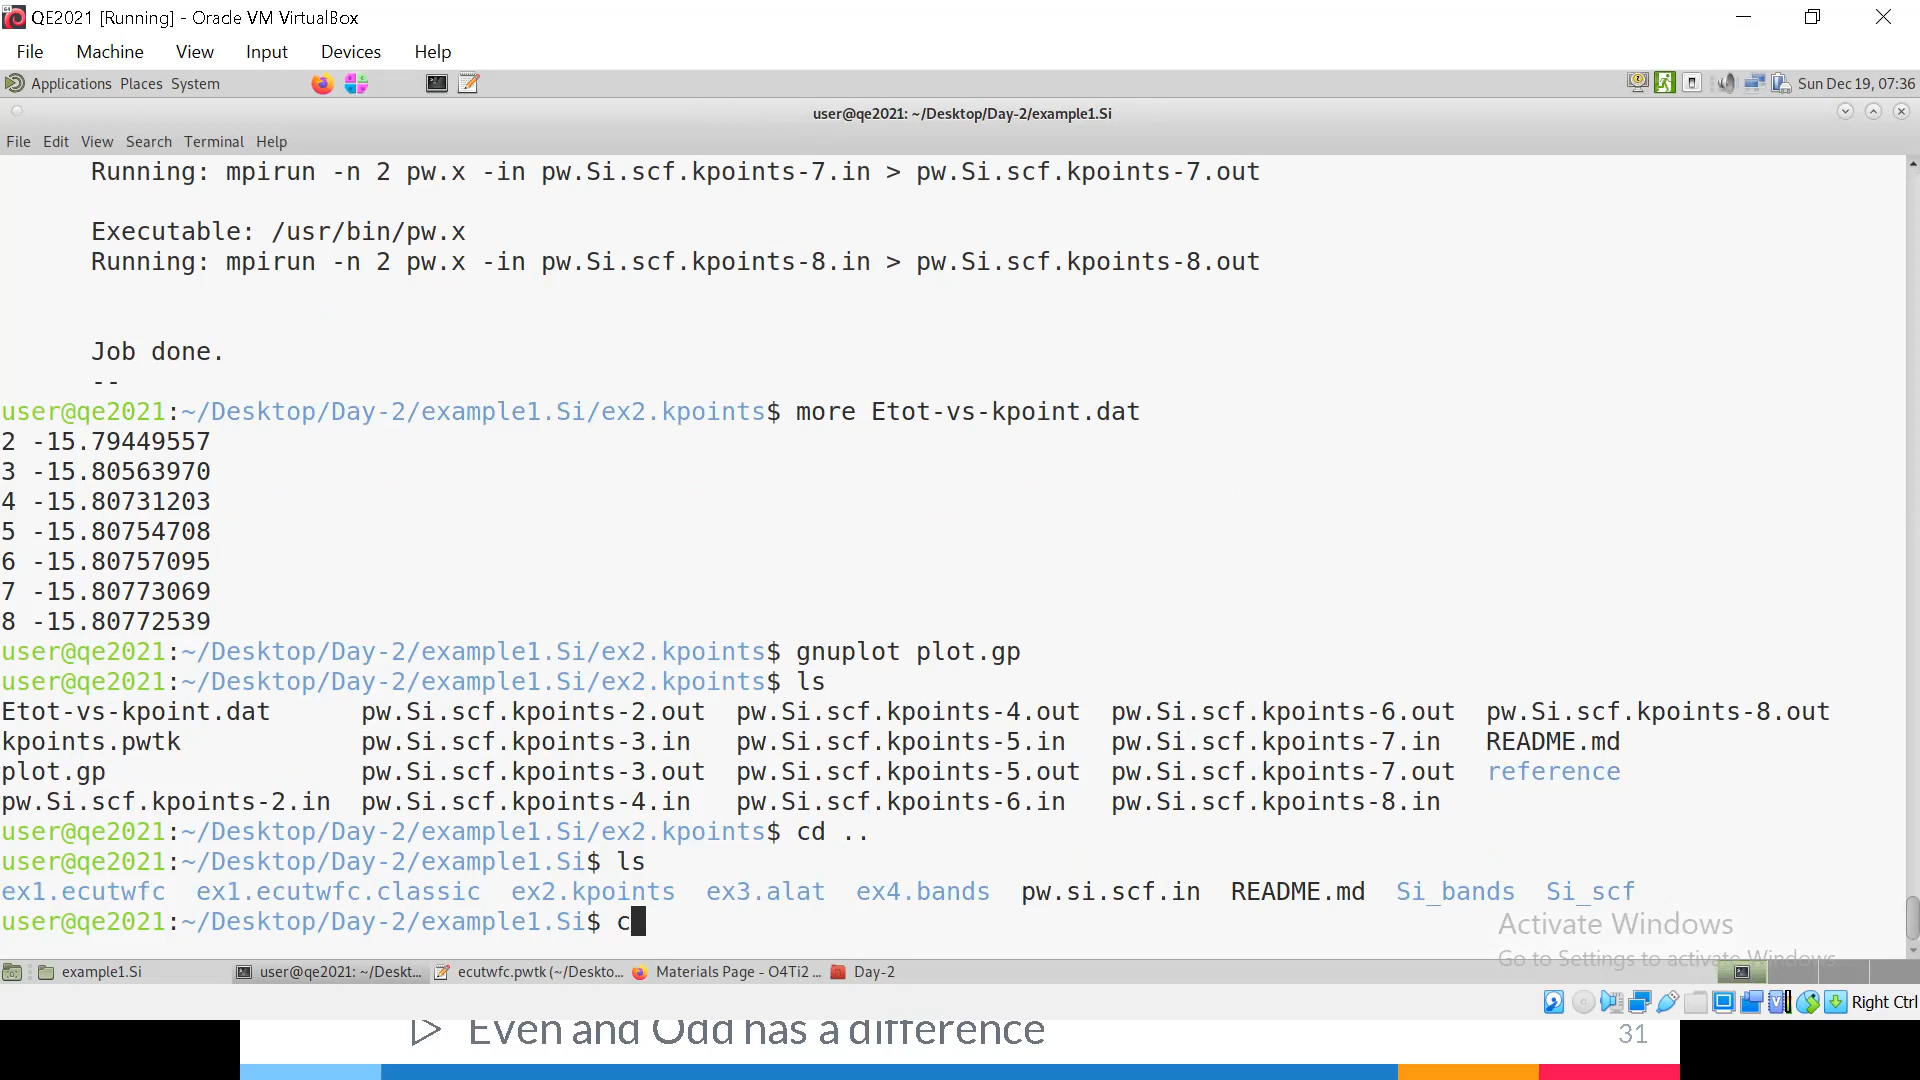 QE2021 [Running] - Oracle VM VirtualBox
File Machine View Input Devices Help
Applications Places System Sun Dec 19, 07:36
user@qe2021: ~/Desktop/Day-2/example1.Si
File Edit View Search Terminal Help
Running: mpirun -n 2 pw.x -in pw.Si.scf.kpoints-7.in > pw.Si.scf.kpoints-7.out
Executable: /usr/bin/pw.x
Running: mpirun -n 2 pw.x -in pw.Si.scf.kpoints-8.in > pw.Si.scf.kpoints-8.out
Job done.
--
user@qe2021:~/Desktop/Day-2/example1.Si/ex2.kpoints$ more Etot-vs-kpoint.dat
2 -15.79449557
3 -15.80563970
4 -15.80731203
5 -15.80754708
6 -15.80757095
7 -15.80773069
8 -15.80772539
user@qe2021:~/Desktop/Day-2/example1.Si/ex2.kpoints$ gnuplot plot.gp
user@qe2021:~/Desktop/Day-2/example1.Si/ex2.kpoints$ ls
Etot-vs-kpoint.dat pw.Si.scf.kpoints-2.out pw.Si.scf.kpoints-4.out pw.Si.scf.kpoints-6.out pw.Si.scf.kpoints-8.out
kpoints.pwtk pw.Si.scf.kpoints-3.in pw.Si.scf.kpoints-5.in pw.Si.scf.kpoints-7.in README.md
plot.gp pw.Si.scf.kpoints-3.out pw.Si.scf.kpoints-5.out pw.Si.scf.kpoints-7.out reference
pw.Si.scf.kpoints-2.in pw.Si.scf.kpoints-4.in pw.Si.scf.kpoints-6.in pw.Si.scf.kpoints-8.in
user@qe2021:~/Desktop/Day-2/example1.Si/ex2.kpoints$ cd ..
user@qe2021:~/Desktop/Day-2/example1.Si$ ls
ex1.ecutwfc ex1.ecutwfc.classic ex2.kpoints ex3.alat ex4.bands pw.si.scf.in README.md Si_bands Si_scf
user@qe2021:~/Desktop/Day-2/example1.Si$ c
Activate Windows
Go to Settings to activate Windows.
example1.Si user@qe2021: ~/Deskt... ecutwfc.pwtk (~/Deskto... Materials Page - O4Ti2 ... Day-2
Right Ctrl
Even and Odd has a difference
31